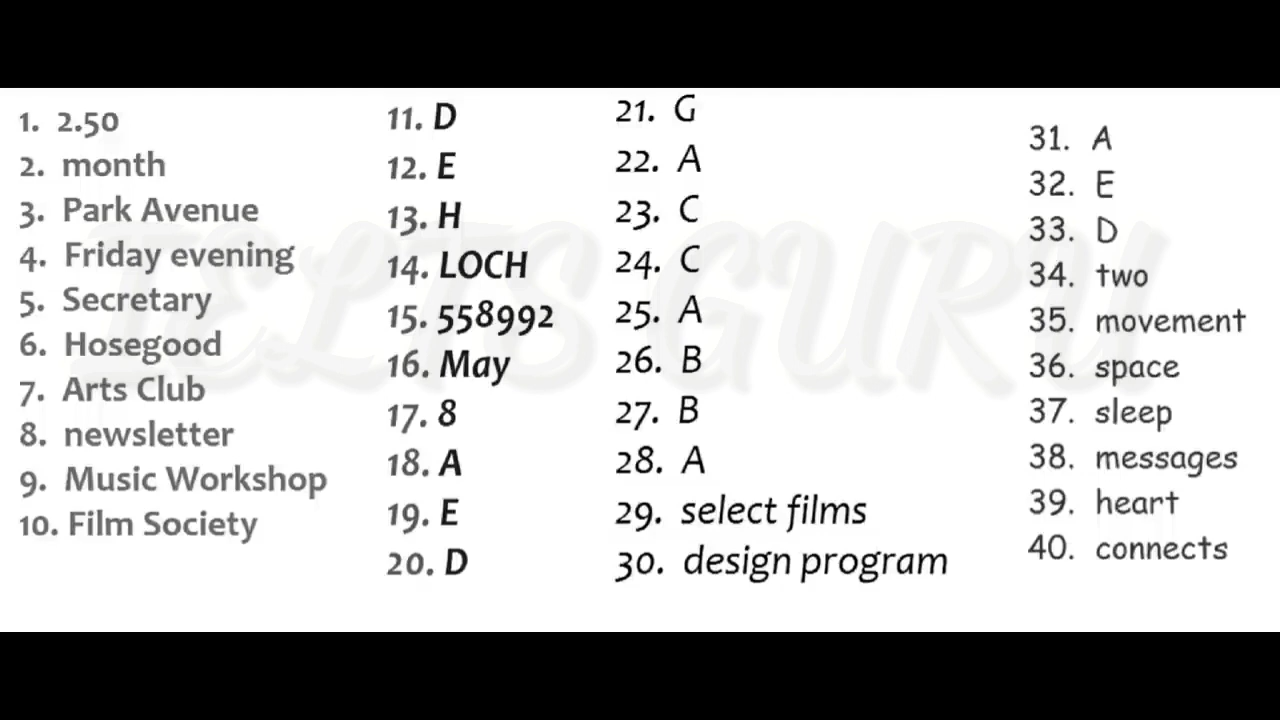 1. 2.50
2. month
3. Park Avenue
4. Friday evening
5. Secretary
6. Hosegood
7. Arts Club
8. newsletter
9. Music Workshop
10. Film Society
11. D
12. E
13. H
14. LOCH
15. 558992
16. May
17. 8
18. A
19. E
20. D
21. G
22. A
23. C
24. C
25. A
26. B
27. B
28. A
29. select films
30. design program
31. A
32. E
33. D
34. two
35. movement
36. space
37. sleep
38. messages
39. heart
40. connects
IELTS GURU